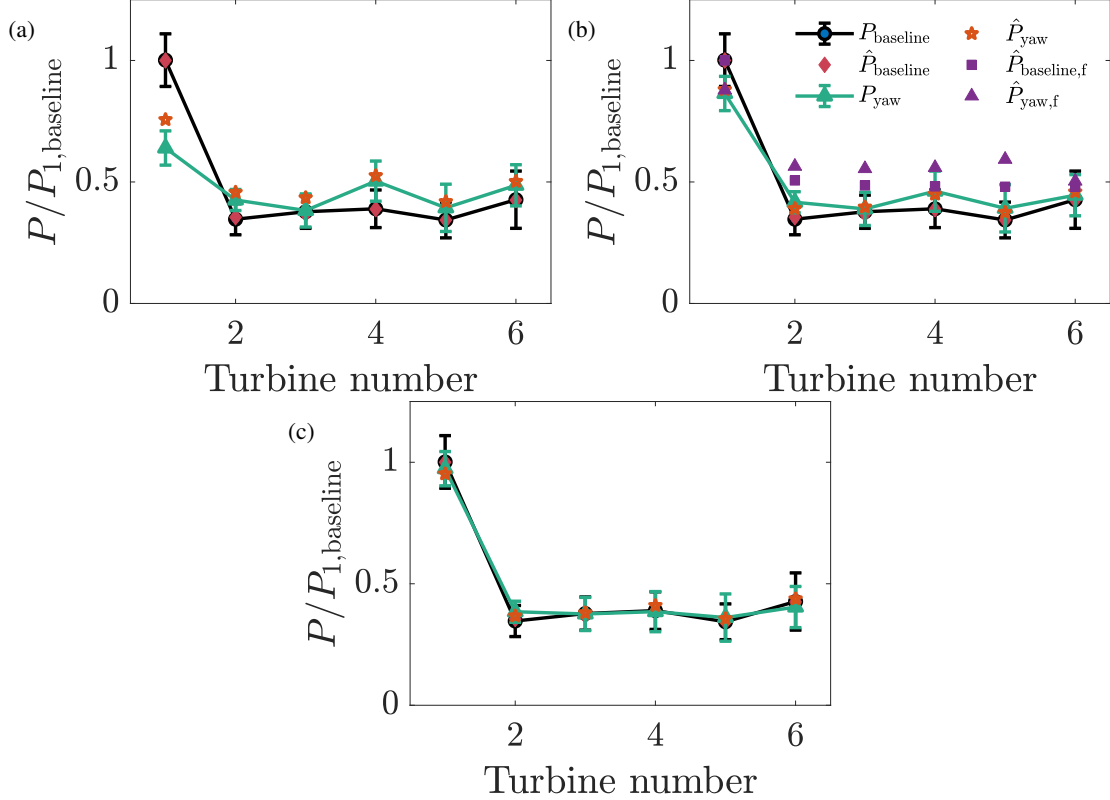 (a)
1
0.5
0
P/P1,baseline
2 4 6
Turbine number
(b)
1
0.5
0
P/P1,baseline
2 4 6
Turbine number
Pbaseline
P̂baseline
Pyaw
P̂yaw
P̂baseline,f
P̂yaw,f
(c)
1
0.5
0
P/P1,baseline
2 4 6
Turbine number